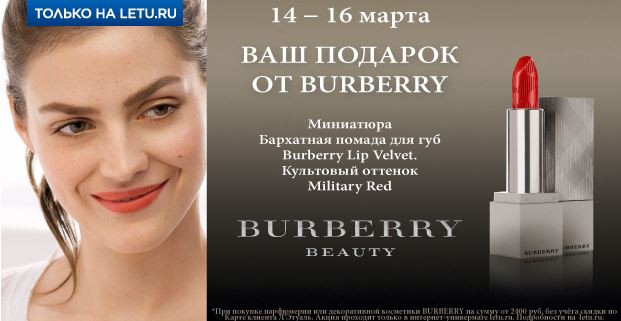 ТОЛЬКО НА LETU.RU
14 – 16 марта
ВАШ ПОДАРОК
ОТ BURBERRY
Миниатюра
Бархатная помада для губ
Burberry Lip Velvet.
Культовый оттенок
Military Red
BURBERRY
BEAUTY
BURBERRY
BURBERRY
*При покупке парфюмерии или декоративной косметики BURBERRY на сумму от 2400 руб, без учёта скидки по
Карте клиента Л'Этуаль. Акция проходит только в интернет-универмаге letu.ru. Подробности на letu.ru.